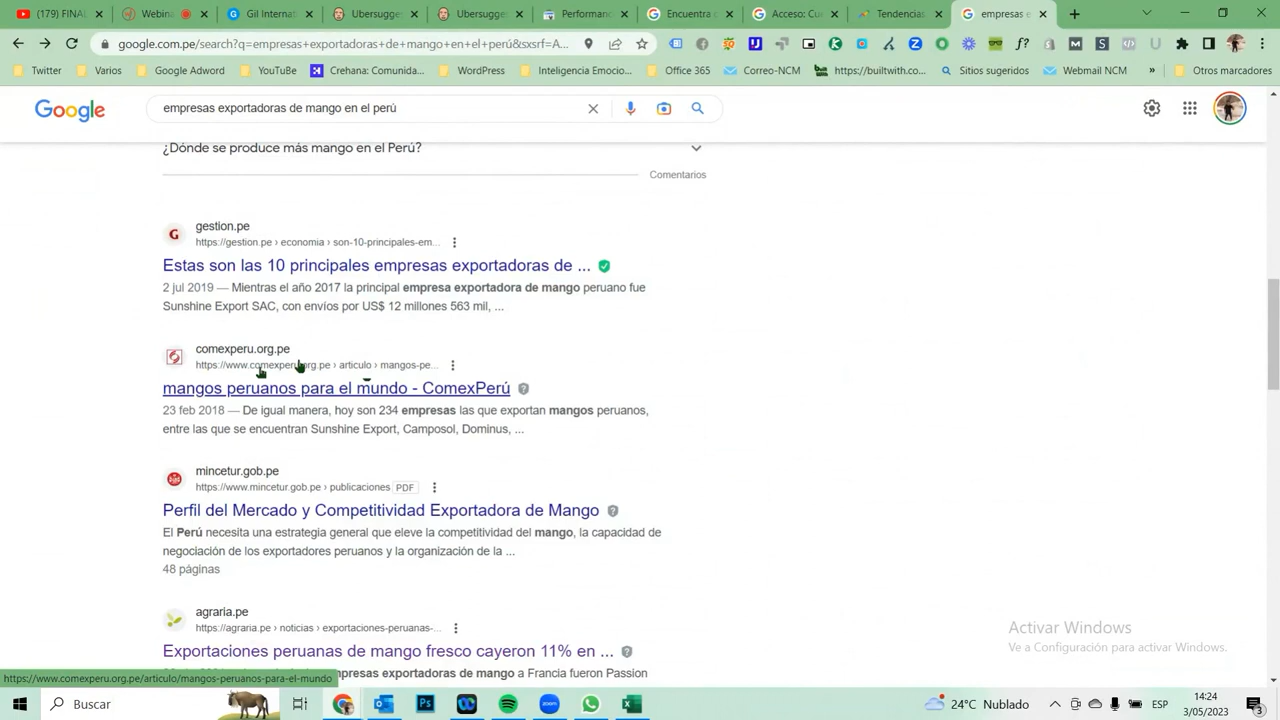 (179) FINAL
Webina
Gil Internat
Ubersugges
Ubersugges
Performanc
Encuentra c
Acceso: Cue
Tendencias
empresas e
google.com.pe/search?q=empresas+exportadoras+de+mango+en+el+perú&sxsrf=A...
Twitter
Varios
Google Adword
YouTube
Crehana: Comunida...
WordPress
Inteligencia Emocio...
Office 365
Correo-NCM
https://builtwith.co...
Sitios sugeridos
Webmail NCM
»
Otros marcadores
Google
empresas exportadoras de mango en el perú
¿Dónde se produce más mango en el Perú?
Comentarios
gestion.pe
https://gestion.pe › economia › son-10-principales-em...
Estas son las 10 principales empresas exportadoras de ...
2 jul 2019 — Mientras el año 2017 la principal empresa exportadora de mango peruano fue
Sunshine Export SAC, con envíos por US$ 12 millones 563 mil, ...
comexperu.org.pe
https://www.comexperu.org.pe › articulo › mangos-pe...
mangos peruanos para el mundo - ComexPerú
23 feb 2018 — De igual manera, hoy son 234 empresas las que exportan mangos peruanos,
entre las que se encuentran Sunshine Export, Camposol, Dominus, ...
mincetur.gob.pe
https://www.mincetur.gob.pe › publicaciones PDF
Perfil del Mercado y Competitividad Exportadora de Mango
El Perú necesita una estrategia general que eleve la competitividad del mango, la capacidad de
negociación de los exportadores peruanos y la organización de la ...
48 páginas
agraria.pe
https://agraria.pe › noticias › exportaciones-peruanas-...
Exportaciones peruanas de mango fresco cayeron 11% en ...
empresas exportadoras de mango a Francia fueron Passion
Activar Windows
Ve a Configuración para activar Windows.
https://www.comexperu.org.pe/articulo/mangos-peruanos-para-el-mundo
Buscar
24°C Nublado
ESP
14:24
3/05/2023
3